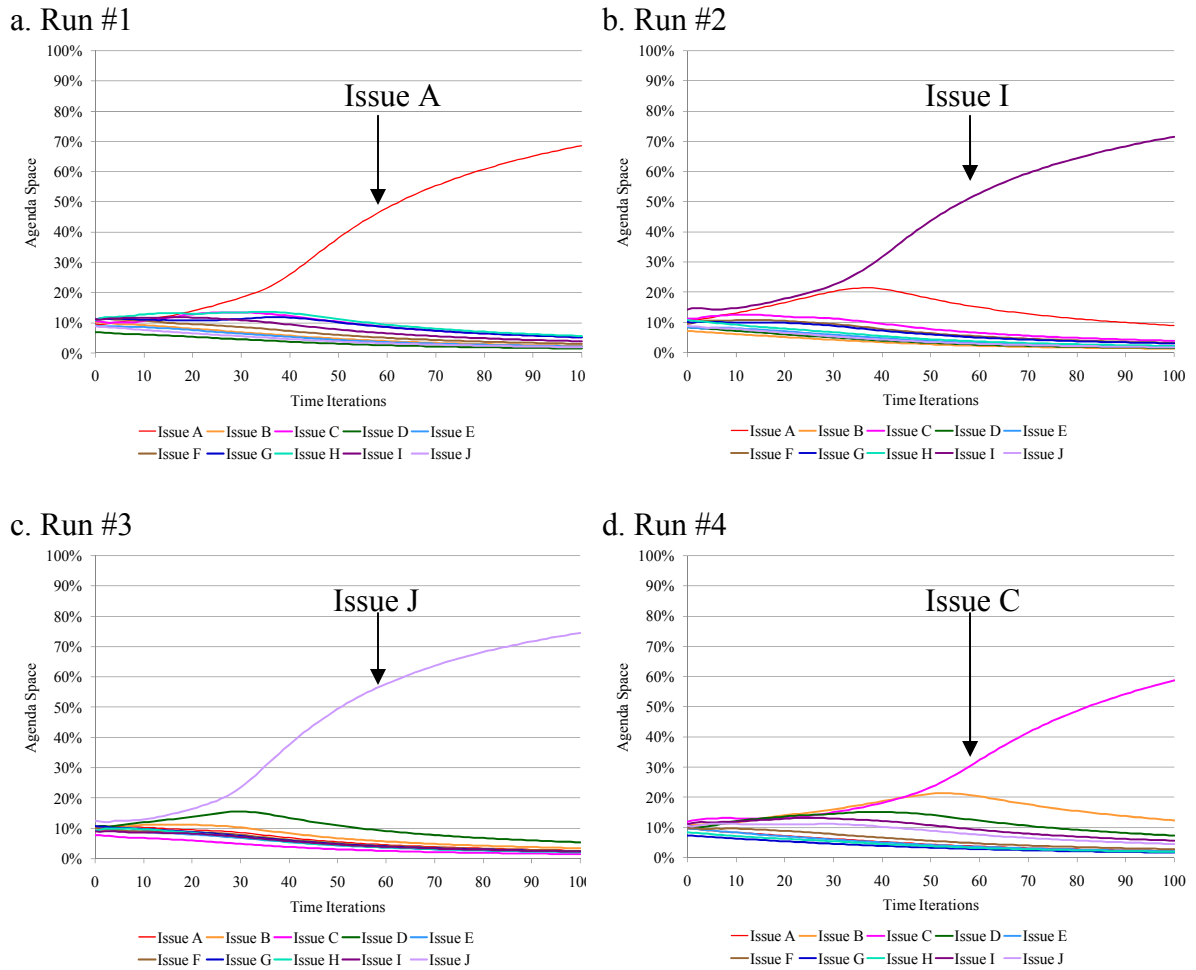 a. Run #1
100%
90%
80%
70%
60%
50%
40%
30%
20%
10%
0%
Agenda Space
Issue A
0 10 20 30 40 50 60 70 80 90 10
Time Iterations
Issue A Issue B Issue C Issue D Issue E
Issue F Issue G Issue H Issue I Issue J
b. Run #2
100%
90%
80%
70%
60%
50%
40%
30%
20%
10%
0%
Agenda Space
Issue I
0 10 20 30 40 50 60 70 80 90 100
Time Iterations
Issue A Issue B Issue C Issue D Issue E
Issue F Issue G Issue H Issue I Issue J
c. Run #3
100%
90%
80%
70%
60%
50%
40%
30%
20%
10%
0%
Agenda Space
Issue J
0 10 20 30 40 50 60 70 80 90 100
Time Iterations
Issue A Issue B Issue C Issue D Issue E
Issue F Issue G Issue H Issue I Issue J
d. Run #4
100%
90%
80%
70%
60%
50%
40%
30%
20%
10%
0%
Agenda Space
Issue C
0 10 20 30 40 50 60 70 80 90 100
Time Iterations
Issue A Issue B Issue C Issue D Issue E
Issue F Issue G Issue H Issue I Issue J